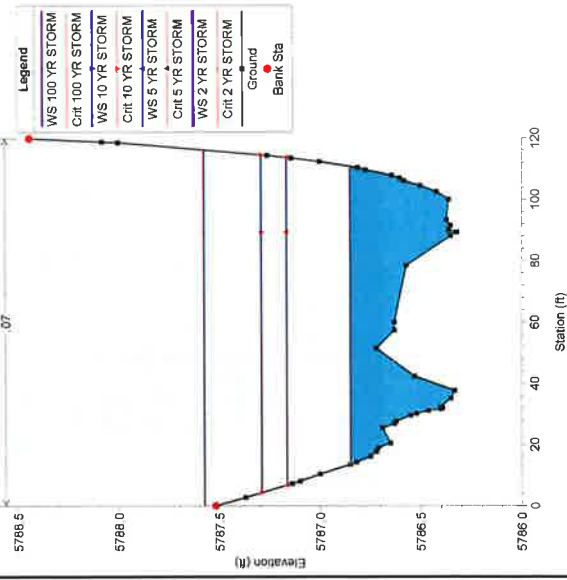 .07
Legend
WS 100 YR STORM
Crit 100 YR STORM
WS 10 YR STORM
Crit 10 YR STORM
WS 5 YR STORM
Crit 5 YR STORM
WS 2 YR STORM
Crit 2 YR STORM
Ground
Bank Sta
5788.5
5788.0
5787.5
5787.0
5786.5
5786.0
Elevation (ft)
0
20
40
60
80
100
120
Station (ft)